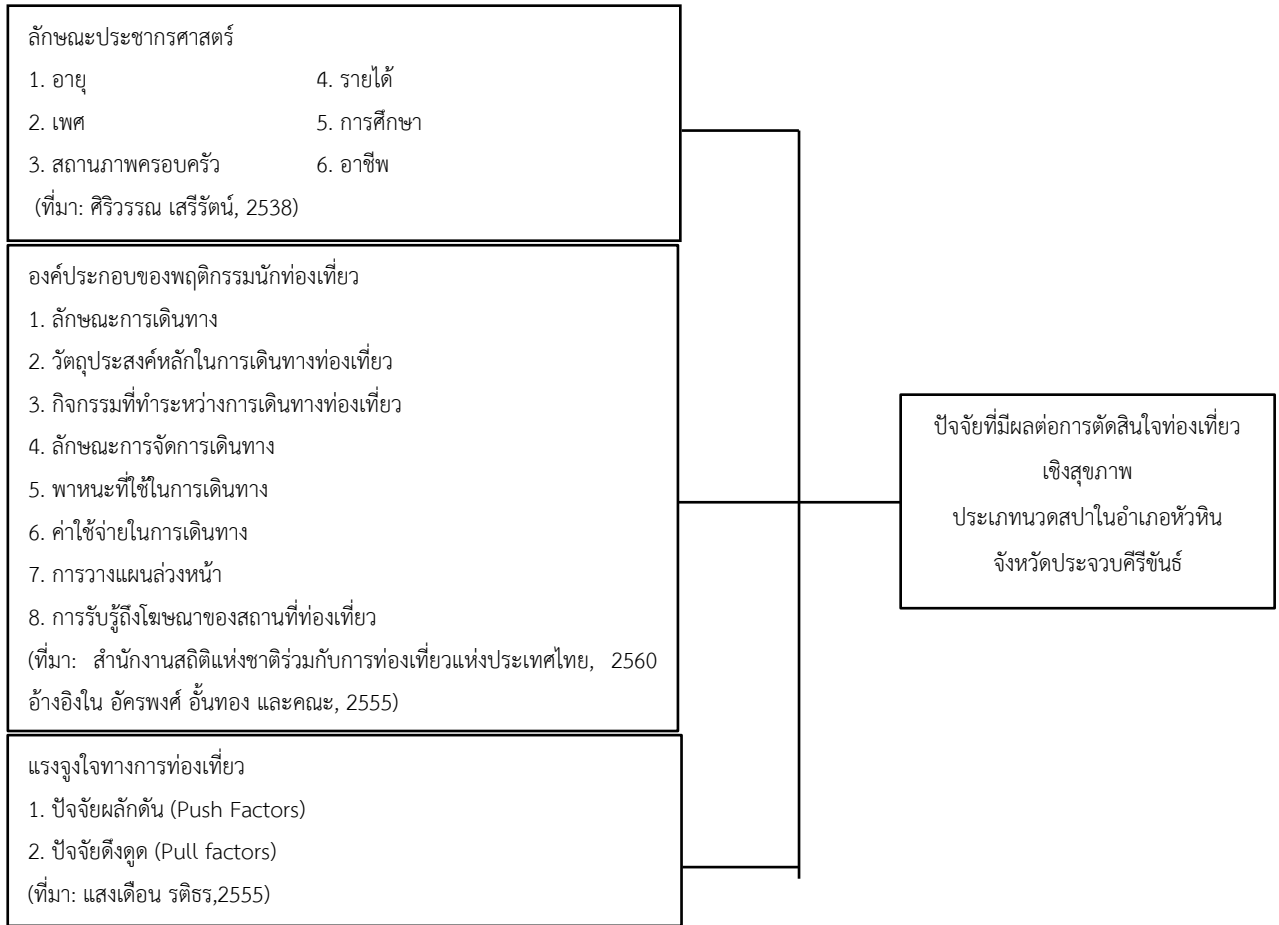 ลักษณะประชากรศาสตร์
1. อายุ 4. รายได้
2. เพศ 5. การศึกษา
3. สถานภาพครอบครัว 6. อาชีพ
(ที่มา: ศิริวรรณ เสรีรัตน์, 2538)
องค์ประกอบของพฤติกรรมนักท่องเที่ยว
1. ลักษณะการเดินทาง
2. วัตถุประสงค์หลักในการเดินทางท่องเที่ยว
3. กิจกรรมที่ทำระหว่างการเดินทางท่องเที่ยว
4. ลักษณะการจัดการเดินทาง
5. พาหนะที่ใช้ในการเดินทาง
6. ค่าใช้จ่ายในการเดินทาง
7. การวางแผนล่วงหน้า
8. การรับรู้ถึงโฆษณาของสถานที่ท่องเที่ยว
(ที่มา: สำนักงานสถิติแห่งชาติร่วมกับการท่องเที่ยวแห่งประเทศไทย, 2560
อ้างอิงใน อัครพงศ์ อั้นทอง และคณะ, 2555)
แรงจูงใจทางการท่องเที่ยว
1. ปัจจัยผลักดัน (Push Factors)
2. ปัจจัยดึงดูด (Pull factors)
(ที่มา: แสงเดือน รติธร,2555)
ปัจจัยที่มีผลต่อการตัดสินใจท่องเที่ยว
เชิงสุขภาพ
ประเภทนวดสปาในอำเภอหัวหิน
จังหวัดประจวบคีรีขันธ์